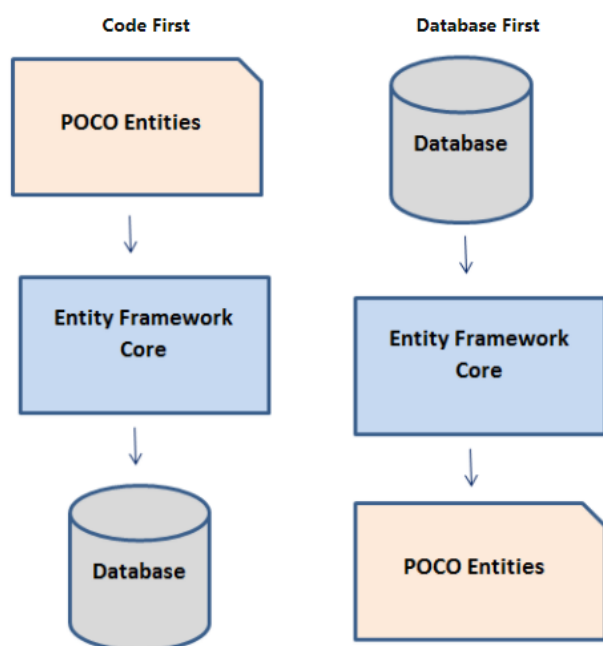 Code First
POCO Entities
Entity Framework
Core
Database
Database First
Database
Entity Framework
Core
POCO Entities